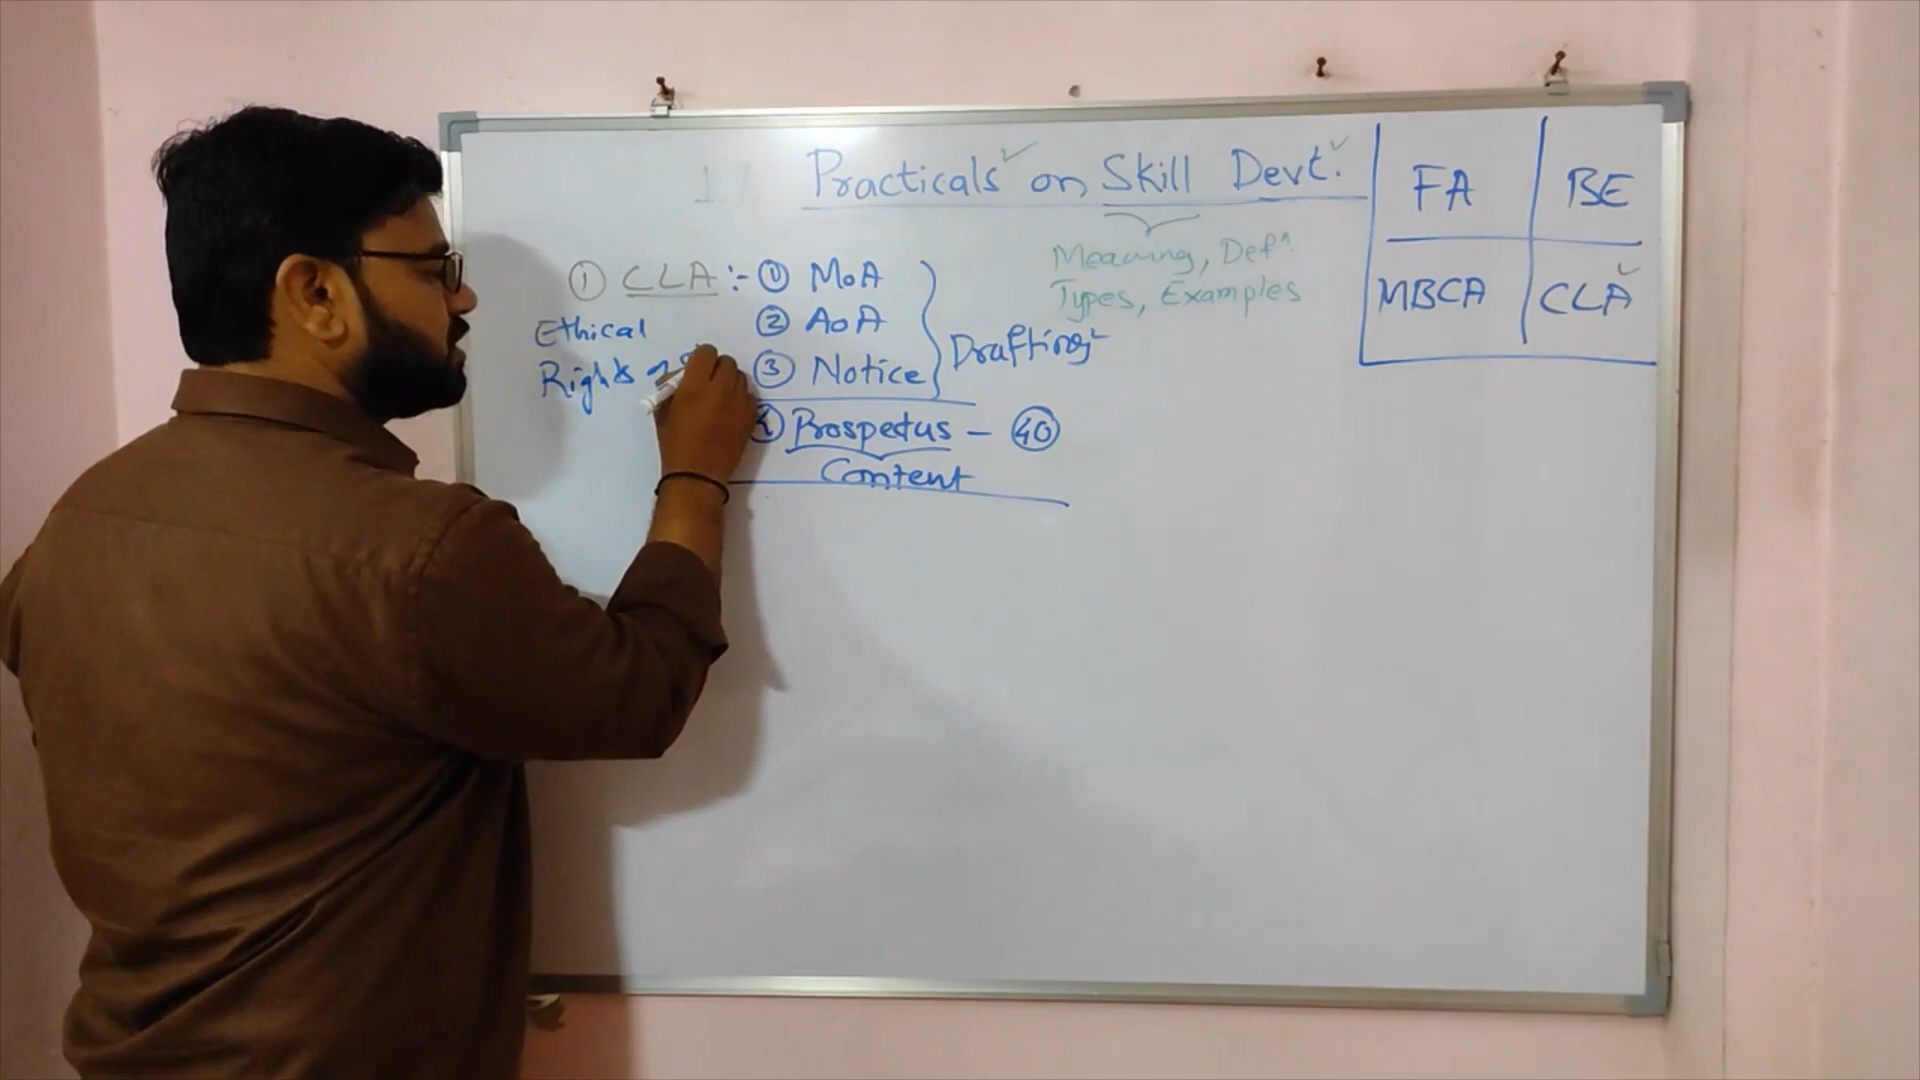 Practicals on Skill Devt.
Meaning, Defⁿ.
Types, Examples
FA BE
MBCA CLA
① CLA :- ① MoA
② AoA
③ Notice
Drafting
Prospectus - 40
Content
Ethical
Rights